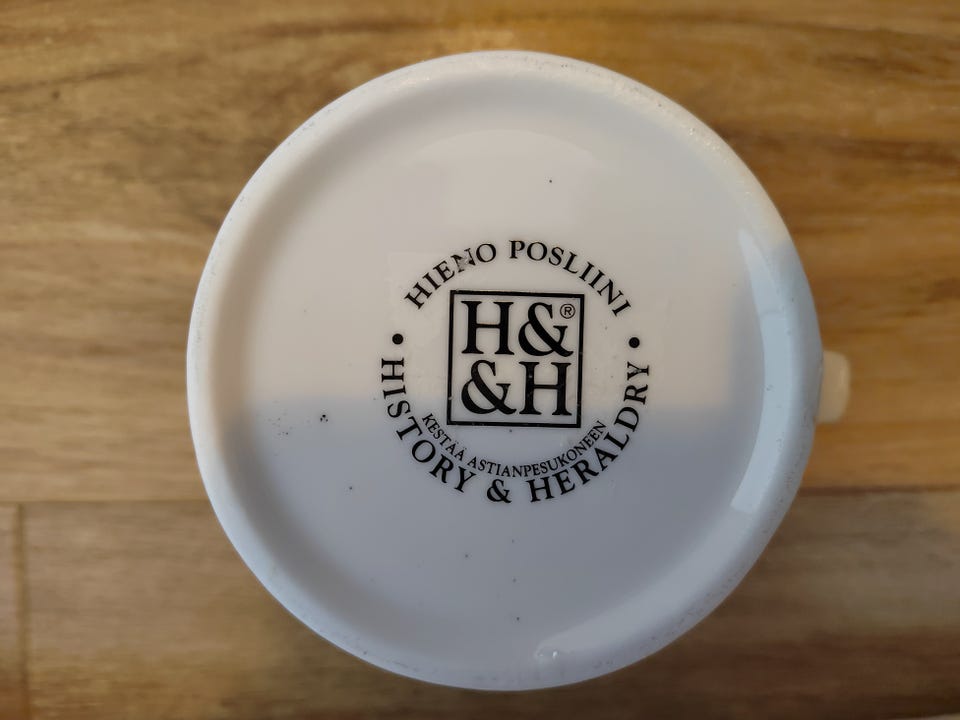 HIENO POSLIINI
H&®
&H
KESTÄÄ ASTIANPESUKONEEN
HISTORY & HERALDRY